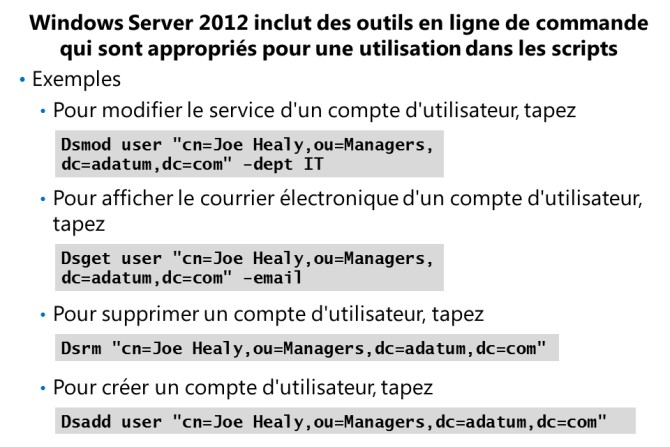 Windows Server 2012 inclut des outils en ligne de commande
qui sont appropriés pour une utilisation dans les scripts
• Exemples
• Pour modifier le service d'un compte d'utilisateur, tapez
Dsmod user "cn=Joe Healy,ou=Managers,
dc=adatum,dc=com" –dept IT
• Pour afficher le courrier électronique d'un compte d'utilisateur,
tapez
Dsget user "cn=Joe Healy,ou=Managers,
dc=adatum,dc=com" –email
• Pour supprimer un compte d'utilisateur, tapez
Dsrm "cn=Joe Healy,ou=Managers,dc=adatum,dc=com"
• Pour créer un compte d'utilisateur, tapez
Dsadd user "cn=Joe Healy,ou=Managers,dc=adatum,dc=com"